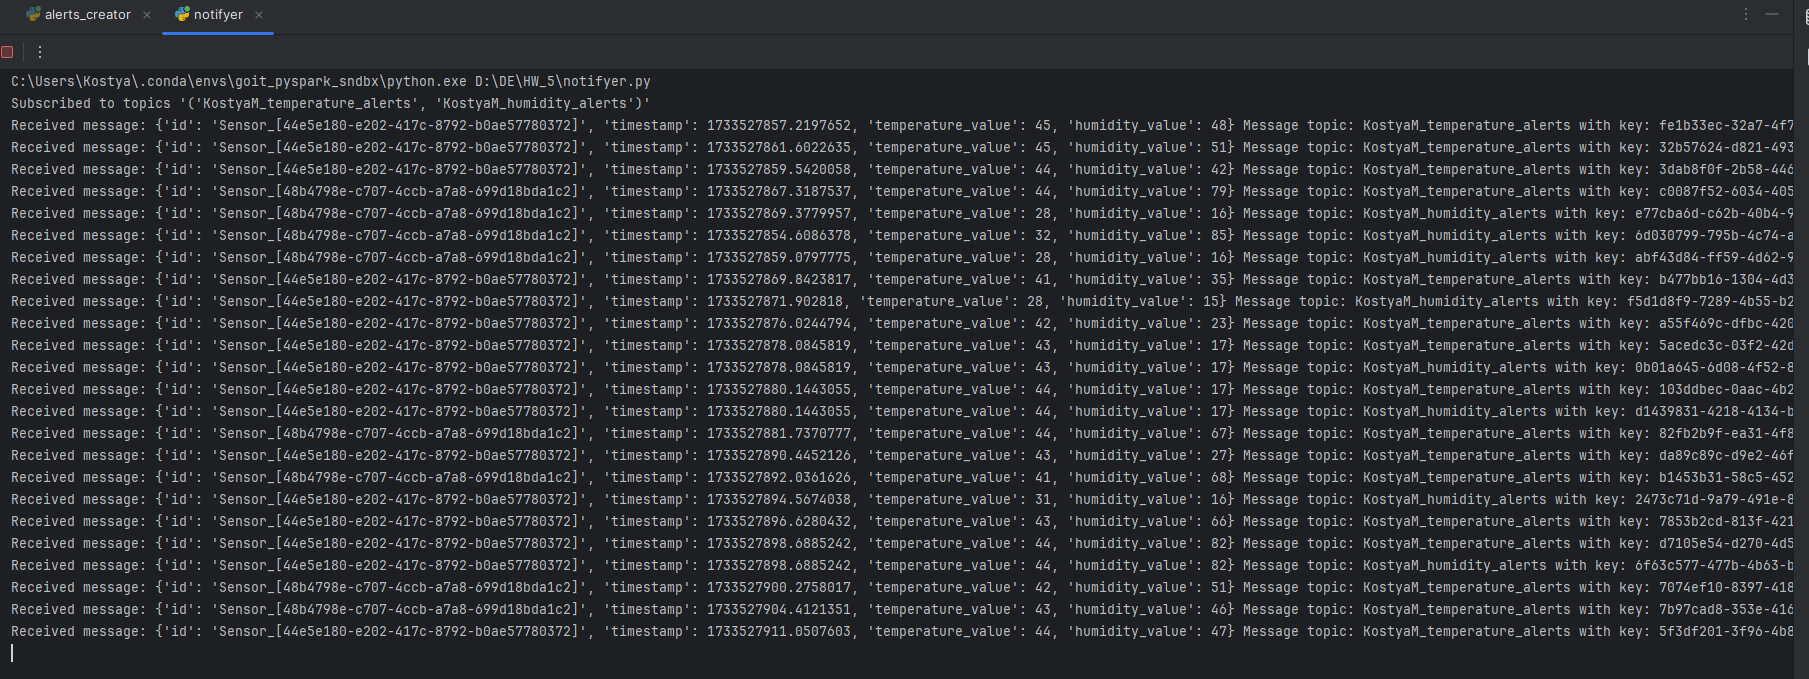 alerts_creator
notifyer
C:\Users\Kostya\.conda\envs\goit_pyspark_sndbx\python.exe D:\DE\HW_5\notifyer.py
Subscribed to topics '('KostyaM_temperature_alerts', 'KostyaM_humidity_alerts')'
Received message: {'id': 'Sensor_[44e5e180-e202-417c-8792-b0ae57780372]', 'timestamp': 1733527857.2197652, 'temperature_value': 45, 'humidity_value': 48} Message topic: KostyaM_temperature_alerts with key: fe1b33ec-32a7-4f7
Received message: {'id': 'Sensor_[44e5e180-e202-417c-8792-b0ae57780372]', 'timestamp': 1733527861.6022635, 'temperature_value': 45, 'humidity_value': 51} Message topic: KostyaM_temperature_alerts with key: 32b57624-d821-493
Received message: {'id': 'Sensor_[44e5e180-e202-417c-8792-b0ae57780372]', 'timestamp': 1733527859.5420058, 'temperature_value': 44, 'humidity_value': 42} Message topic: KostyaM_temperature_alerts with key: 3dab8f0f-2b58-446
Received message: {'id': 'Sensor_[48b4798e-c707-4ccb-a7a8-699d18bda1c2]', 'timestamp': 1733527867.3187537, 'temperature_value': 44, 'humidity_value': 79} Message topic: KostyaM_temperature_alerts with key: c0087f52-6034-405
Received message: {'id': 'Sensor_[48b4798e-c707-4ccb-a7a8-699d18bda1c2]', 'timestamp': 1733527869.3779957, 'temperature_value': 28, 'humidity_value': 16} Message topic: KostyaM_humidity_alerts with key: e77cba6d-c62b-40b4-9
Received message: {'id': 'Sensor_[48b4798e-c707-4ccb-a7a8-699d18bda1c2]', 'timestamp': 1733527854.6086378, 'temperature_value': 32, 'humidity_value': 85} Message topic: KostyaM_humidity_alerts with key: 6d030799-795b-4c74-a
Received message: {'id': 'Sensor_[48b4798e-c707-4ccb-a7a8-699d18bda1c2]', 'timestamp': 1733527859.0797775, 'temperature_value': 28, 'humidity_value': 16} Message topic: KostyaM_humidity_alerts with key: abf43d84-ff59-4d62-9
Received message: {'id': 'Sensor_[44e5e180-e202-417c-8792-b0ae57780372]', 'timestamp': 1733527869.8423817, 'temperature_value': 41, 'humidity_value': 35} Message topic: KostyaM_temperature_alerts with key: b477bb16-1304-4d3
Received message: {'id': 'Sensor_[44e5e180-e202-417c-8792-b0ae57780372]', 'timestamp': 1733527871.902818, 'temperature_value': 28, 'humidity_value': 15} Message topic: KostyaM_humidity_alerts with key: f5d1d8f9-7289-4b55-b2
Received message: {'id': 'Sensor_[44e5e180-e202-417c-8792-b0ae57780372]', 'timestamp': 1733527876.0244794, 'temperature_value': 42, 'humidity_value': 23} Message topic: KostyaM_temperature_alerts with key: a55f469c-dfbc-420
Received message: {'id': 'Sensor_[44e5e180-e202-417c-8792-b0ae57780372]', 'timestamp': 1733527878.0845819, 'temperature_value': 43, 'humidity_value': 17} Message topic: KostyaM_temperature_alerts with key: 5acedc3c-03f2-42d
Received message: {'id': 'Sensor_[44e5e180-e202-417c-8792-b0ae57780372]', 'timestamp': 1733527878.0845819, 'temperature_value': 43, 'humidity_value': 17} Message topic: KostyaM_humidity_alerts with key: 0b01a645-6d08-4f52-8
Received message: {'id': 'Sensor_[44e5e180-e202-417c-8792-b0ae57780372]', 'timestamp': 1733527880.1443055, 'temperature_value': 44, 'humidity_value': 17} Message topic: KostyaM_temperature_alerts with key: 103ddbec-0aac-4b2
Received message: {'id': 'Sensor_[44e5e180-e202-417c-8792-b0ae57780372]', 'timestamp': 1733527880.1443055, 'temperature_value': 44, 'humidity_value': 17} Message topic: KostyaM_humidity_alerts with key: d1439831-4218-4134-b
Received message: {'id': 'Sensor_[48b4798e-c707-4ccb-a7a8-699d18bda1c2]', 'timestamp': 1733527881.7370777, 'temperature_value': 44, 'humidity_value': 67} Message topic: KostyaM_temperature_alerts with key: 82fb2b9f-ea31-4f8
Received message: {'id': 'Sensor_[44e5e180-e202-417c-8792-b0ae57780372]', 'timestamp': 1733527890.4452126, 'temperature_value': 43, 'humidity_value': 27} Message topic: KostyaM_temperature_alerts with key: da89c89c-d9e2-46f
Received message: {'id': 'Sensor_[48b4798e-c707-4ccb-a7a8-699d18bda1c2]', 'timestamp': 1733527892.0361626, 'temperature_value': 41, 'humidity_value': 68} Message topic: KostyaM_temperature_alerts with key: b1453b31-58c5-452
Received message: {'id': 'Sensor_[44e5e180-e202-417c-8792-b0ae57780372]', 'timestamp': 1733527894.5674038, 'temperature_value': 31, 'humidity_value': 16} Message topic: KostyaM_humidity_alerts with key: 2473c71d-9a79-491e-8
Received message: {'id': 'Sensor_[44e5e180-e202-417c-8792-b0ae57780372]', 'timestamp': 1733527896.6280432, 'temperature_value': 43, 'humidity_value': 66} Message topic: KostyaM_temperature_alerts with key: 7853b2cd-813f-421
Received message: {'id': 'Sensor_[44e5e180-e202-417c-8792-b0ae57780372]', 'timestamp': 1733527898.6885242, 'temperature_value': 44, 'humidity_value': 82} Message topic: KostyaM_temperature_alerts with key: d7105e54-d270-4d5
Received message: {'id': 'Sensor_[44e5e180-e202-417c-8792-b0ae57780372]', 'timestamp': 1733527898.6885242, 'temperature_value': 44, 'humidity_value': 82} Message topic: KostyaM_humidity_alerts with key: 6f63c577-477b-4b63-b
Received message: {'id': 'Sensor_[48b4798e-c707-4ccb-a7a8-699d18bda1c2]', 'timestamp': 1733527900.2758017, 'temperature_value': 42, 'humidity_value': 51} Message topic: KostyaM_temperature_alerts with key: 7074ef10-8397-418
Received message: {'id': 'Sensor_[48b4798e-c707-4ccb-a7a8-699d18bda1c2]', 'timestamp': 1733527904.4121351, 'temperature_value': 43, 'humidity_value': 46} Message topic: KostyaM_temperature_alerts with key: 7b97cad8-353e-416
Received message: {'id': 'Sensor_[44e5e180-e202-417c-8792-b0ae57780372]', 'timestamp': 1733527911.0507603, 'temperature_value': 44, 'humidity_value': 47} Message topic: KostyaM_temperature_alerts with key: 5f3df201-3f96-4b8